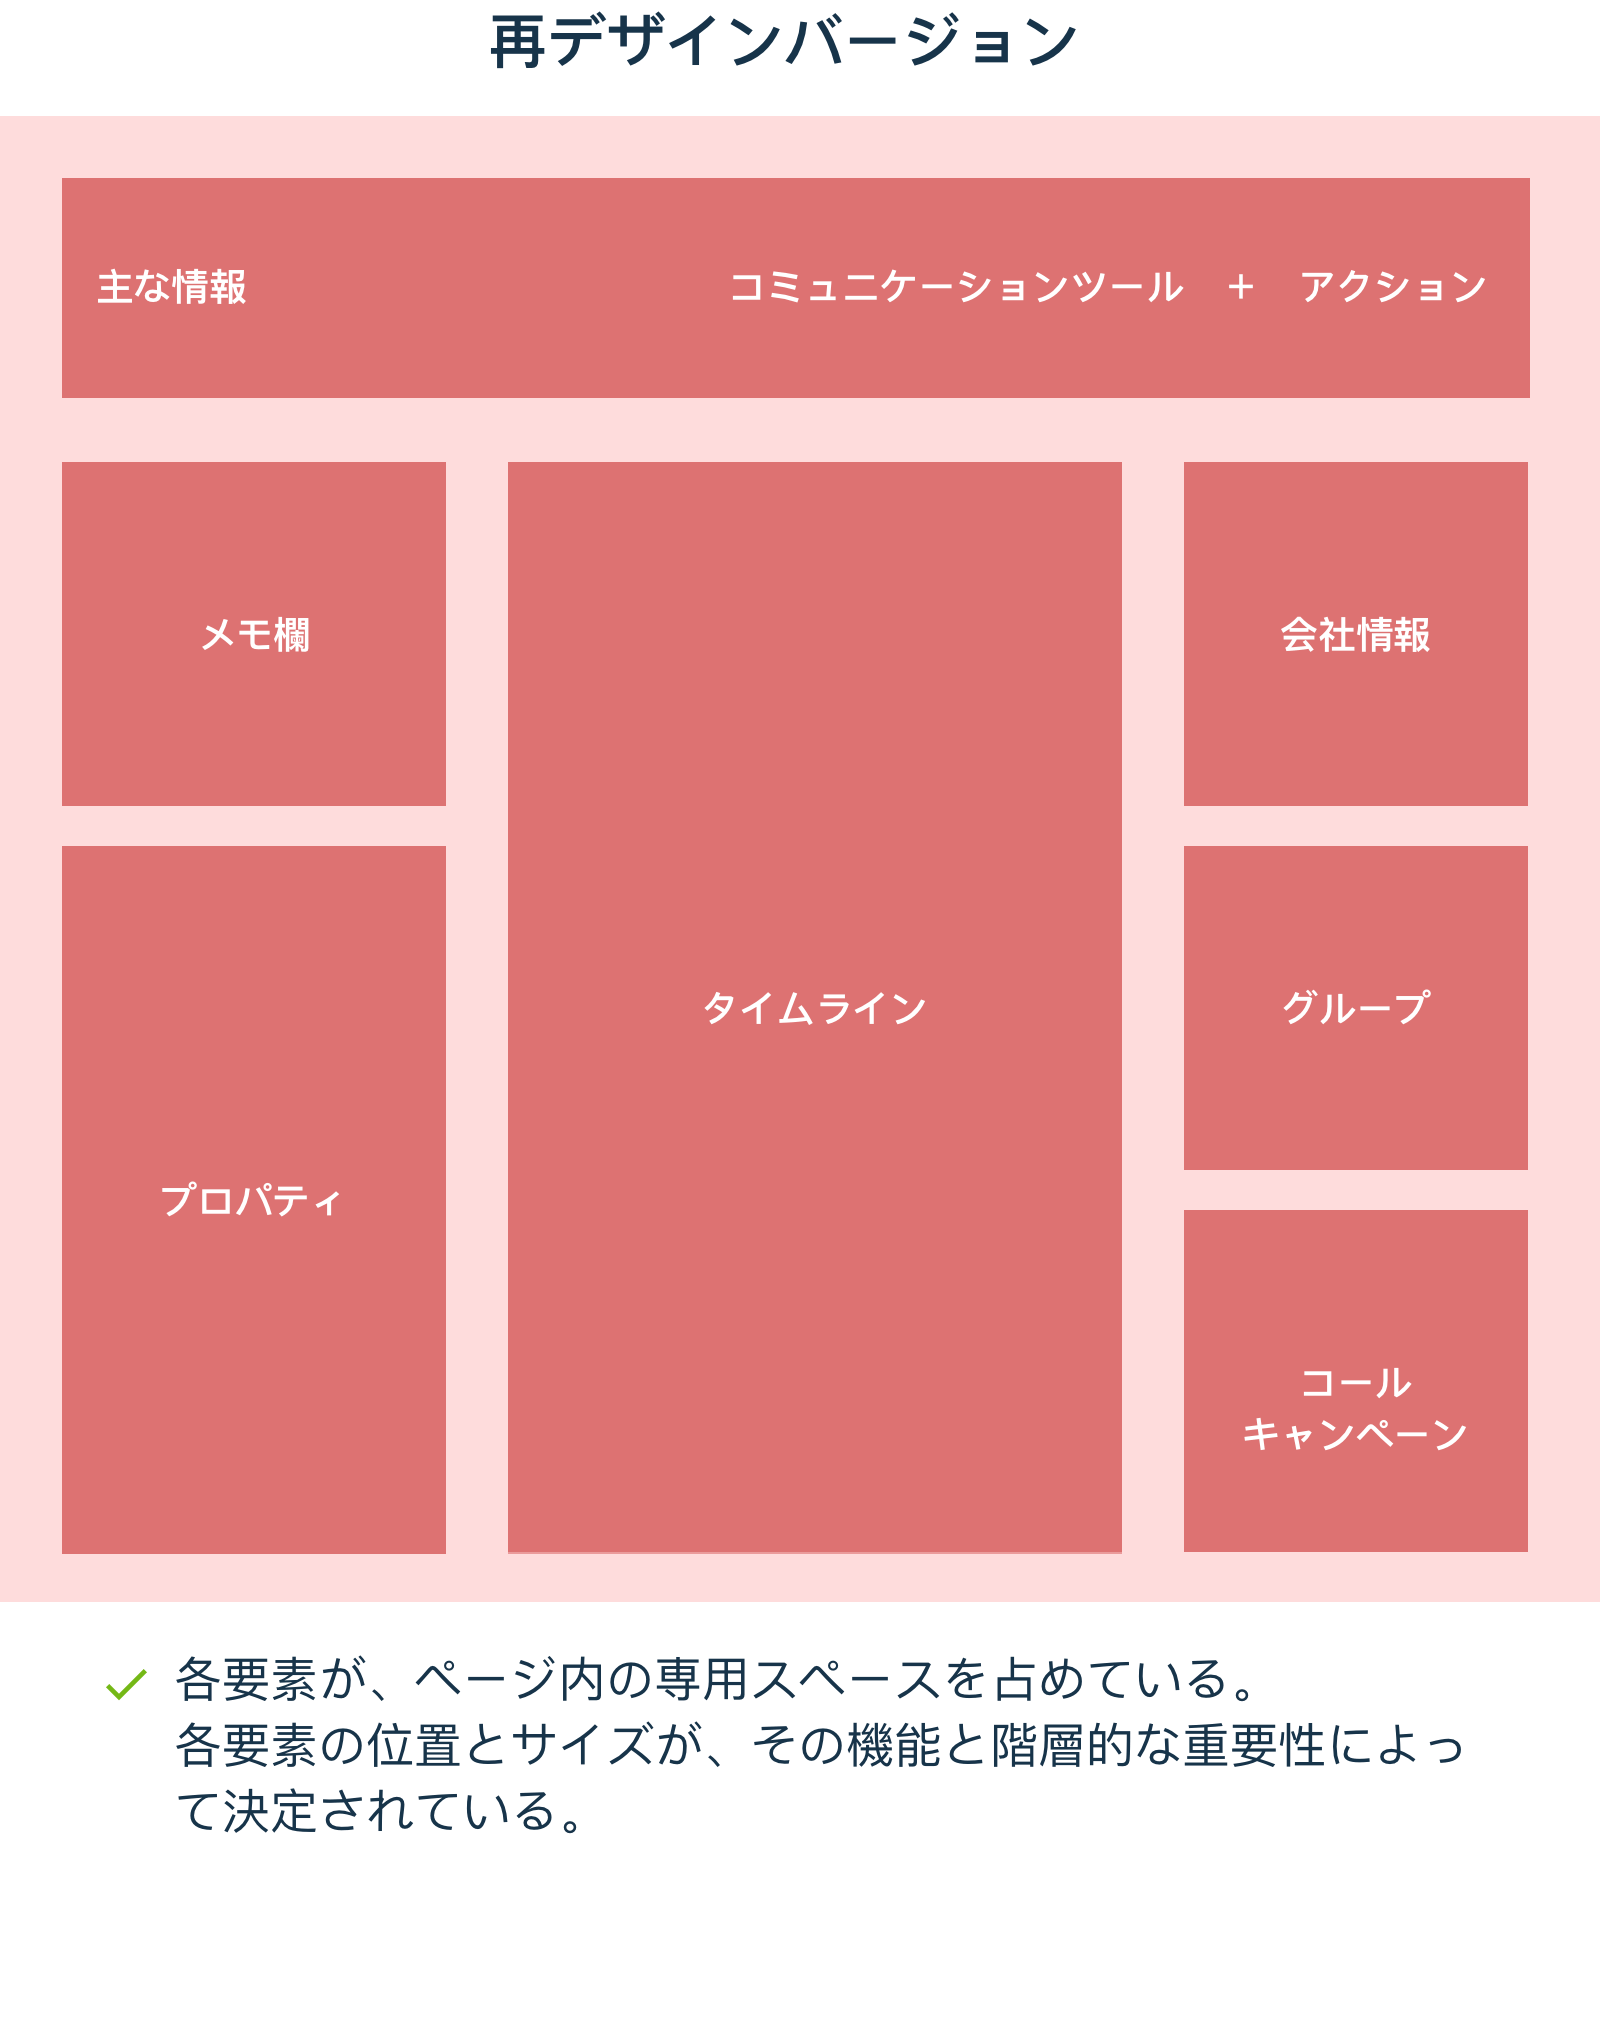 再デザインバージョン
主な情報
コミュニケーションツール + アクション
メモ欄
会社情報
タイムライン
グループ
プロパティ
コール
キャンペーン
各要素が、ページ内の専用スペースを占めている。
各要素の位置とサイズが、その機能と階層的な重要性によっ
て決定されている。